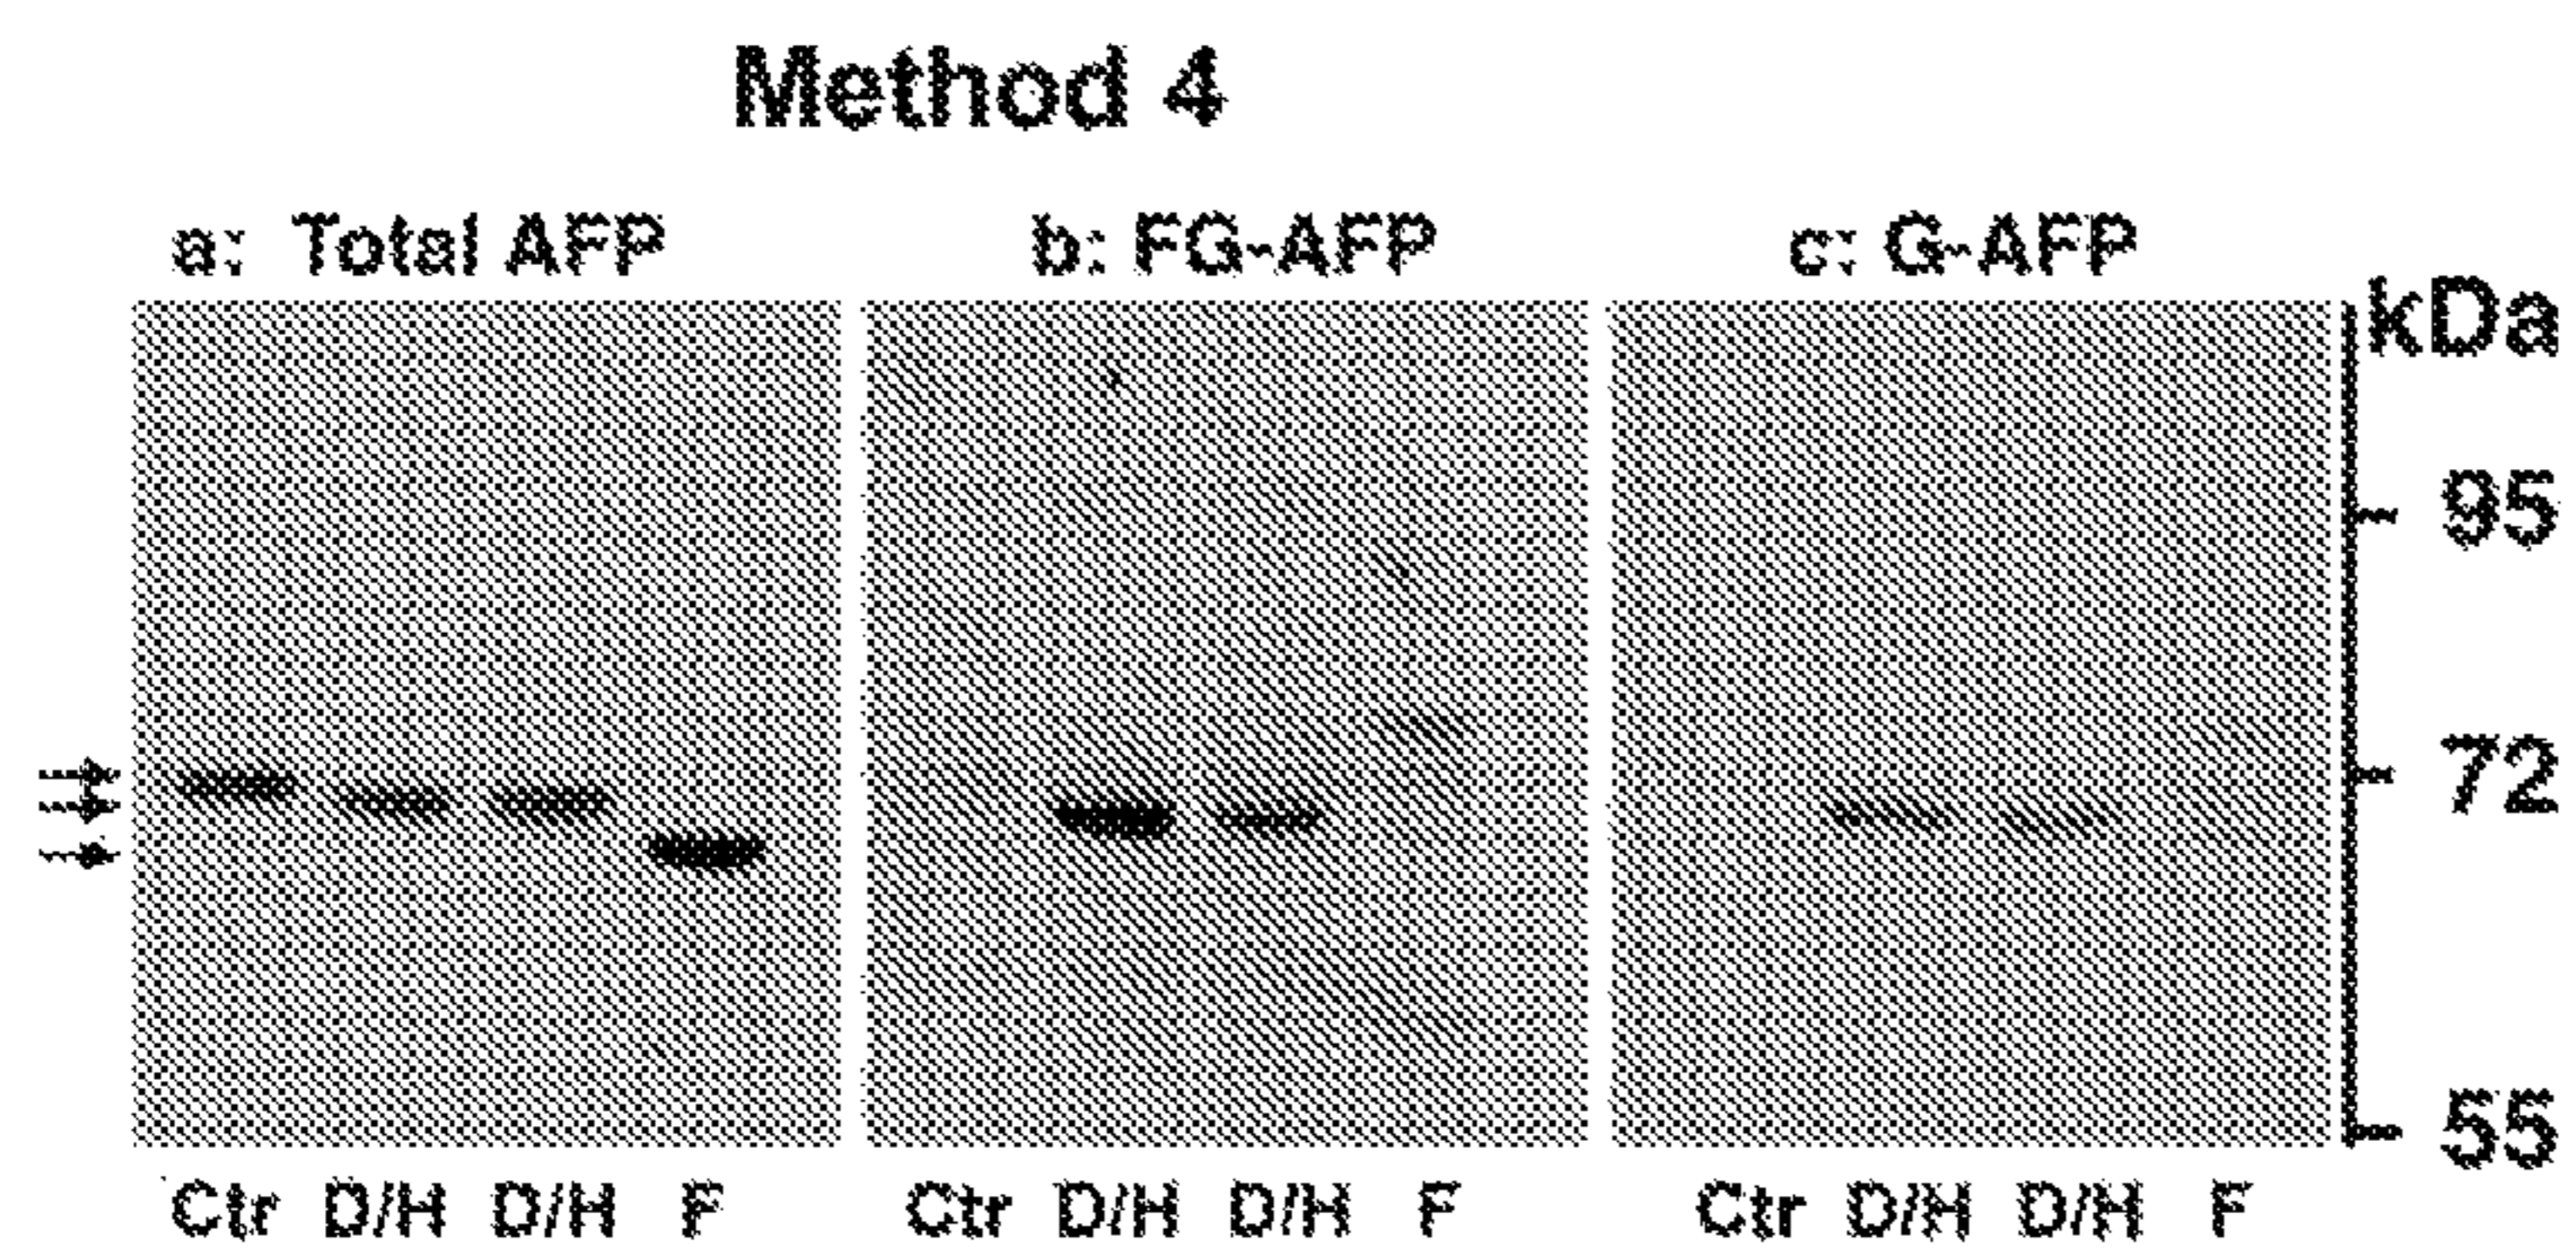 Method 4
a: Total AFP
b: FG-AFP
c: G-AFP
kDa
95
72
55
Ctr D/H D/H F
Ctr D/H D/H F
Ctr D/H D/H F